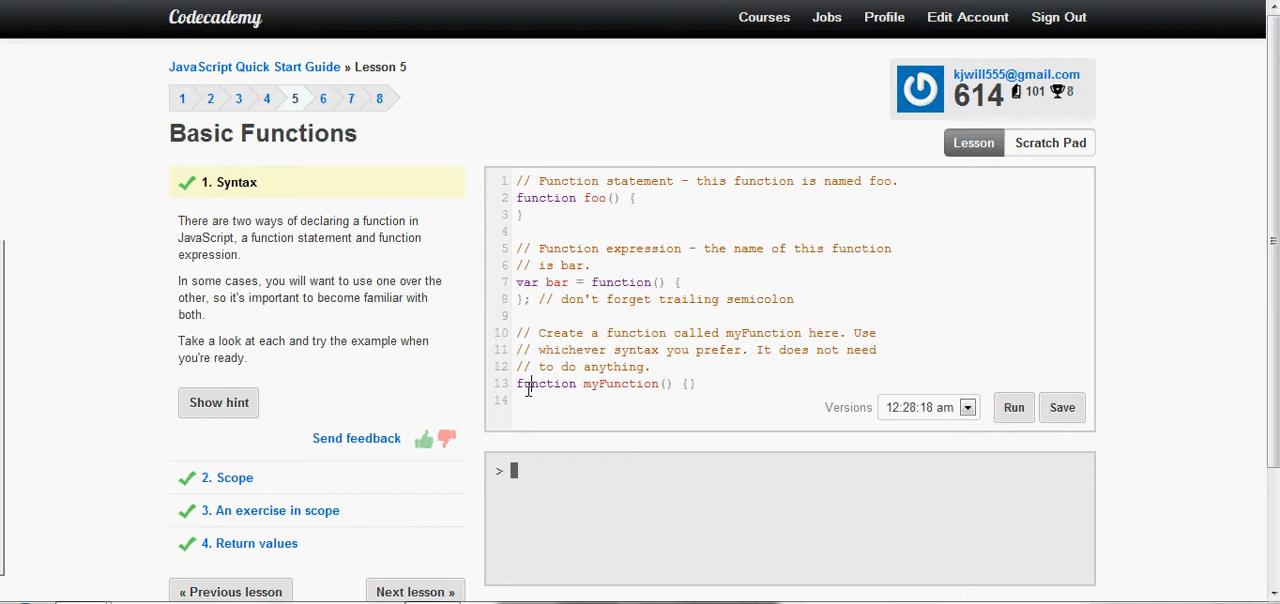 Codecademy
Courses Jobs Profile Edit Account Sign Out
JavaScript Quick Start Guide » Lesson 5
1 2 3 4 5 6 7 8
kjwill555@gmail.com
614 101 8
Basic Functions
Lesson Scratch Pad
1. Syntax
There are two ways of declaring a function in
JavaScript, a function statement and function
expression.
In some cases, you will want to use one over the
other, so it's important to become familiar with
both.
Take a look at each and try the example when
you're ready.
Show hint
Send feedback
2. Scope
3. An exercise in scope
4. Return values
« Previous lesson Next lesson »
1 // Function statement - this function is named foo.
2 function foo() {
3 }
4
5 // Function expression - the name of this function
6 // is bar.
7 var bar = function() {
8 }; // don't forget trailing semicolon
9
10 // Create a function called myFunction here. Use
11 // whichever syntax you prefer. It does not need
12 // to do anything.
13 function myFunction() {}
14
Versions 12:28:18 am Run Save
>